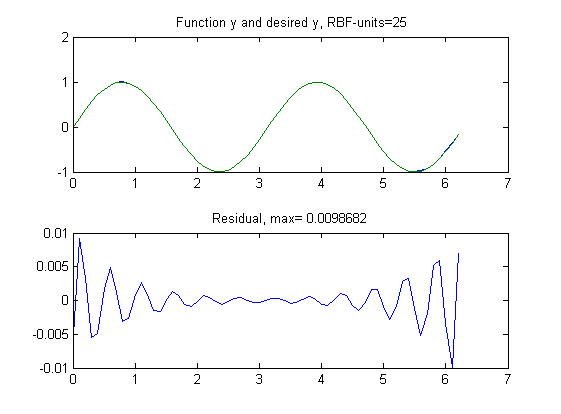 Function y and desired y, RBF-units=25
2
1
0
-1
0 1 2 3 4 5 6 7
Residual, max= 0.0098682
0.01
0.005
0
-0.005
-0.01
0 1 2 3 4 5 6 7